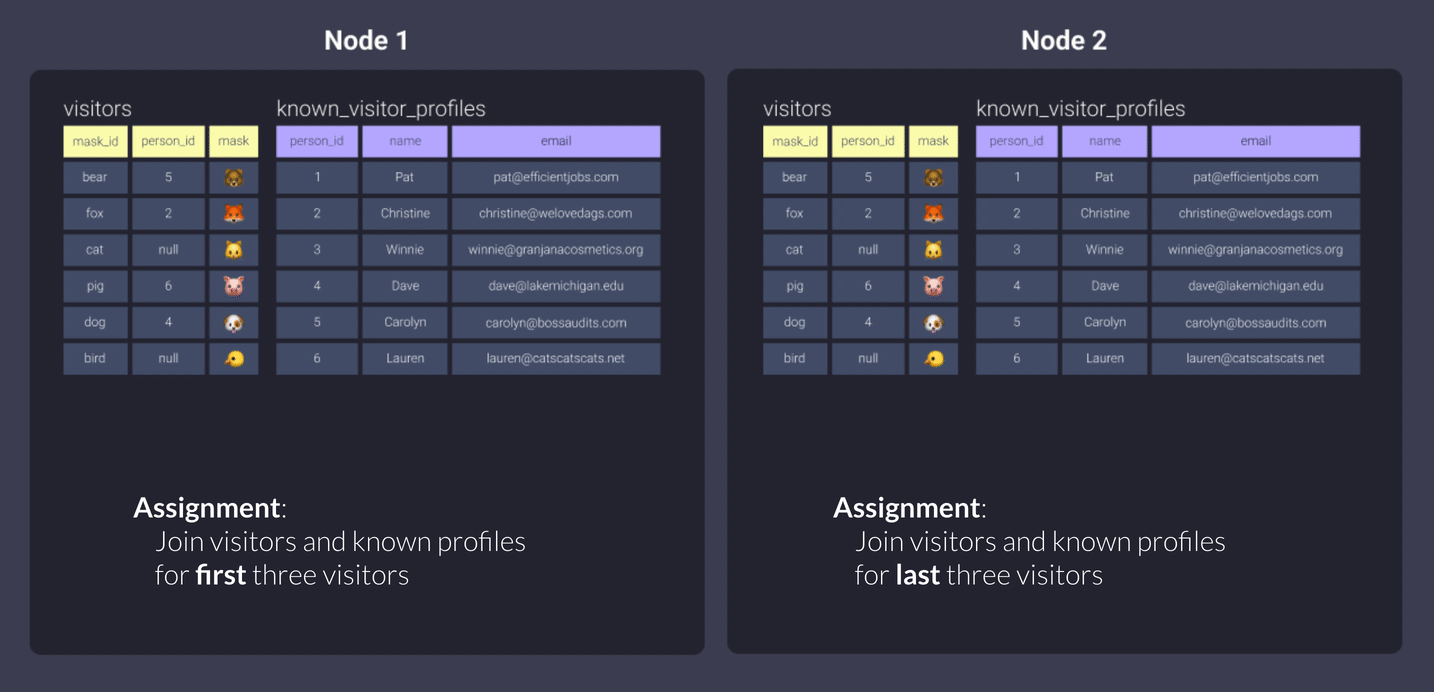 Node 1
visitors
known_visitor_profiles
mask_id person_id mask person_id name email
bear 5 1 Pat pat@efficientjobs.com
fox 2 2 Christine christine@welovedags.com
cat null 3 Winnie winnie@granjanacosmetics.org
pig 6 4 Dave dave@lakemichigan.edu
dog 4 5 Carolyn carolyn@bossaudits.com
bird null 6 Lauren lauren@catscatscats.net
Assignment:
Join visitors and known profiles
for first three visitors
Node 2
visitors
known_visitor_profiles
mask_id person_id mask person_id name email
bear 5 1 Pat pat@efficientjobs.com
fox 2 2 Christine christine@welovedags.com
cat null 3 Winnie winnie@granjanacosmetics.org
pig 6 4 Dave dave@lakemichigan.edu
dog 4 5 Carolyn carolyn@bossaudits.com
bird null 6 Lauren lauren@catscatscats.net
Assignment:
Join visitors and known profiles
for last three visitors